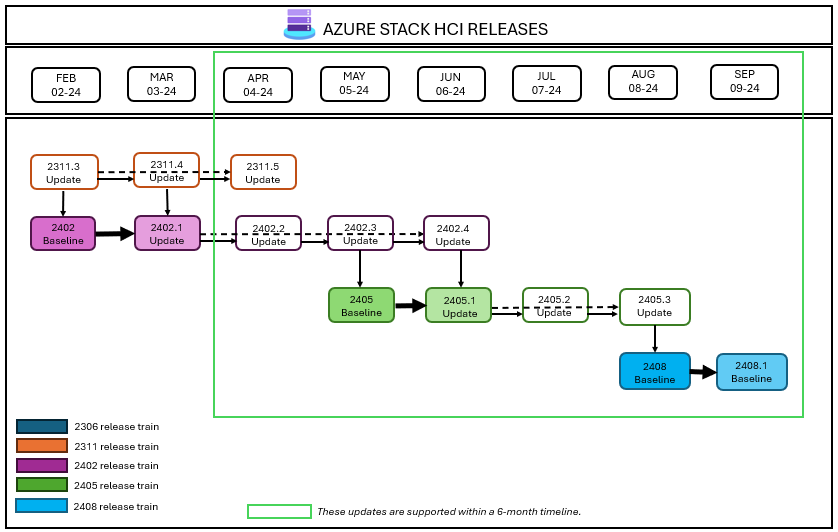 AZURE STACK HCI RELEASES
FEB
02-24
MAR
03-24
APR
04-24
MAY
05-24
JUN
06-24
JUL
07-24
AUG
08-24
SEP
09-24
2311.3
Update
2311.4
Update
2311.5
Update
2402
Baseline
2402.1
Update
2402.2
Update
2402.3
Update
2402.4
Update
2405
Baseline
2405.1
Update
2405.2
Update
2405.3
Update
2408
Baseline
2408.1
Baseline
2306 release train
2311 release train
2402 release train
2405 release train
2408 release train
These updates are supported within a 6-month timeline.